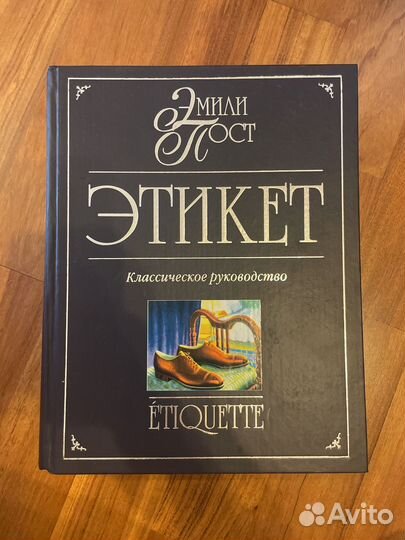 ЭМИЛИ
ПОСТ
ЭТИКЕТ
Классическое руководство
ÉTIQUETTE
Avito